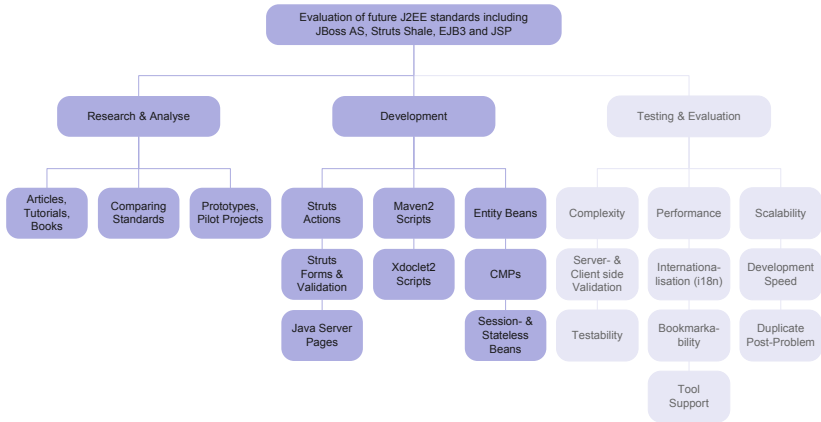 Evaluation of future J2EE standards including
JBoss AS, Struts Shale, EJB3 and JSP
Research & Analyse
Development
Testing & Evaluation
Articles,
Tutorials,
Books
Comparing
Standards
Prototypes,
Pilot Projects
Struts
Actions
Maven2
Scripts
Entity Beans
Complexity
Performance
Scalability
Struts
Forms &
Validation
Xdoclet2
Scripts
CMPs
Server- &
Client side
Validation
Internationa-
lisation (i18n)
Development
Speed
Java Server
Pages
Session- &
Stateless
Beans
Testability
Bookmarka-
bility
Duplicate
Post-Problem
Tool
Support